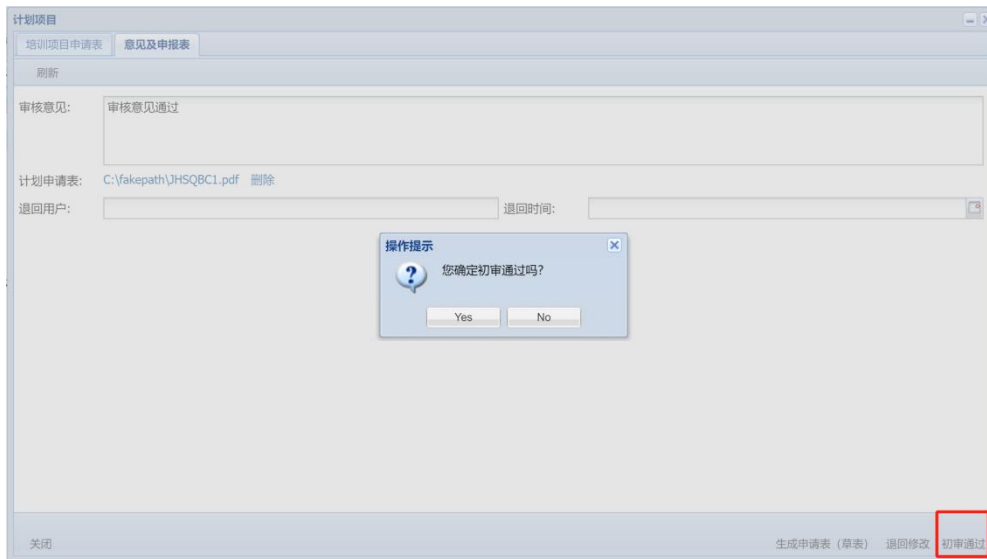 计划项目
培训项目申请表 意见及申报表
刷新
审核意见: 审核意见通过
计划申请表: C:\fakepath\JHSQBC1.pdf 删除
退回用户: 退回时间:
操作提示
您确定初审通过吗?
Yes No
关闭 生成申请表（草表） 退回修改 初审通过